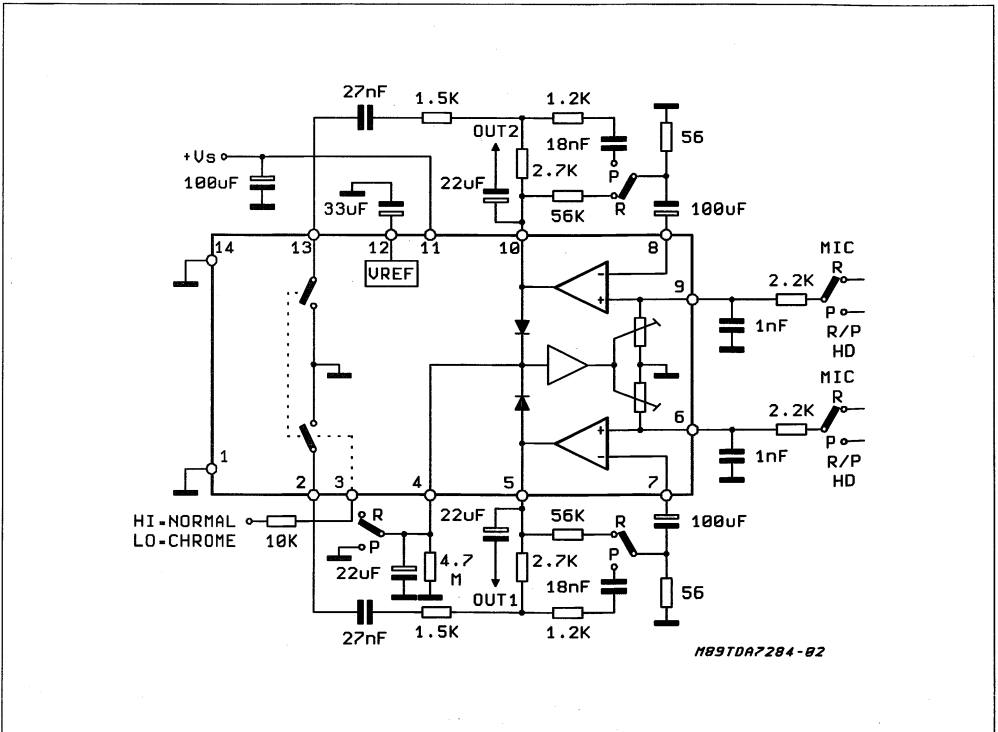 27nF
1.5K
1.2K
OUT2
18nF
56
+Vs
2.7K
P
100uF
22uF
33uF
56K
R
100uF
14
13
12
11
10
8
MIC
VREF
R
2.2K
9
P
1nF
R/P
HD
MIC
R
2.2K
6
P
1nF
R/P
HD
1
2
3
4
5
7
HI=NORMAL
LO=CHROME
10K
R
P
22uF
56K
R
100uF
22uF
4.7
M
2.7K
P
OUT1
18nF
56
27nF
1.5K
1.2K
M89TDA7284-02